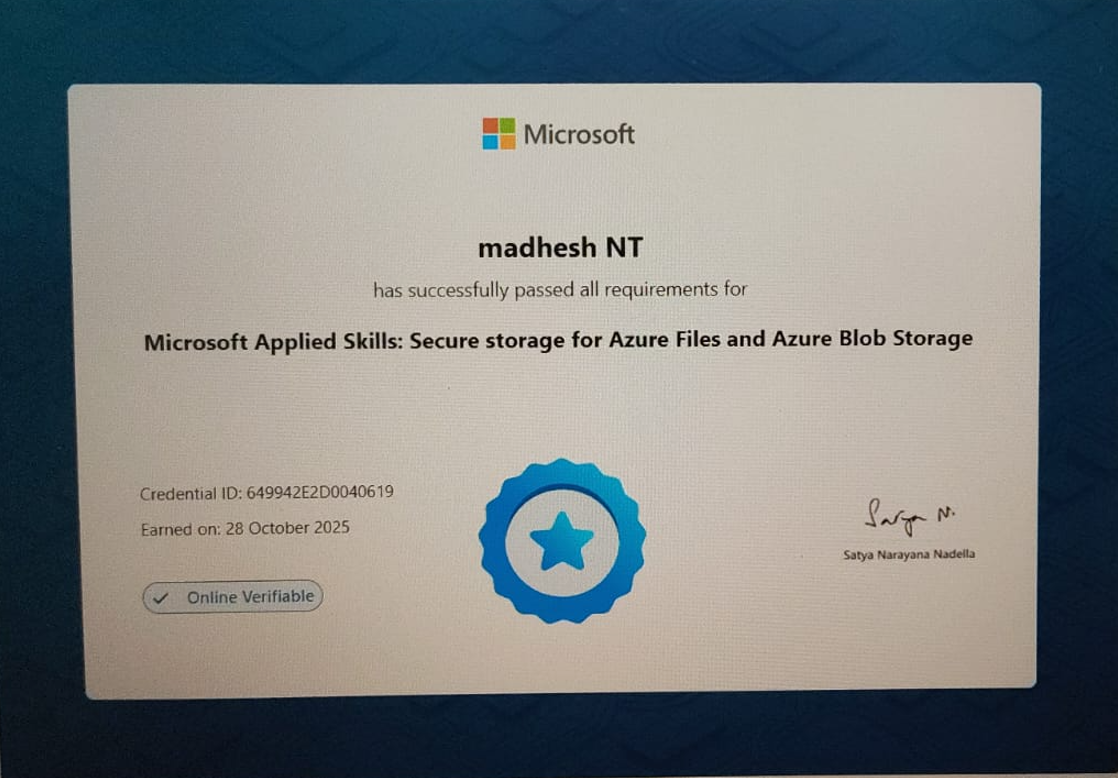 Microsoft
madhesh NT
has successfully passed all requirements for
Microsoft Applied Skills: Secure storage for Azure Files and Azure Blob Storage
Credential ID: 649942E2D0040619
Earned on: 28 October 2025
Online Verifiable
Satya N.
Satya Narayana Nadella